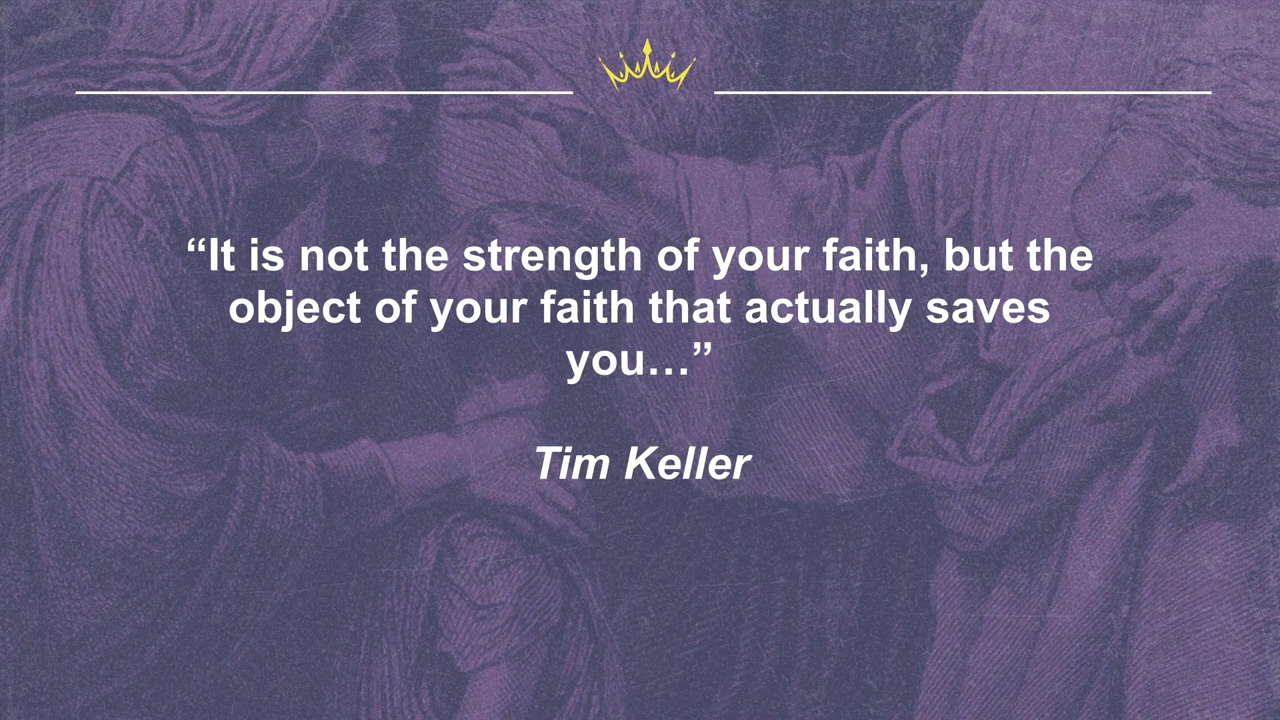 “It is not the strength of your faith, but the
object of your faith that actually saves
you…”
Tim Keller